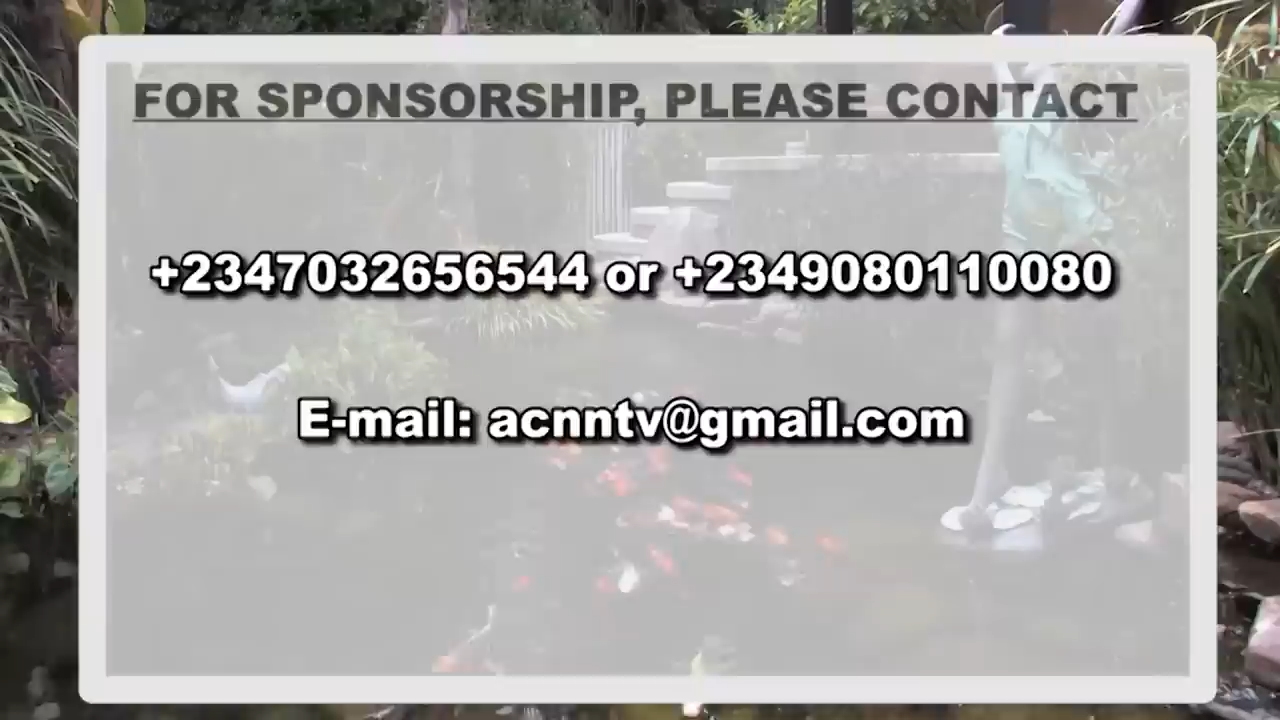 FOR SPONSORSHIP, PLEASE CONTACT
+2347032656544 or +2349080110080
E-mail: acnntv@gmail.com